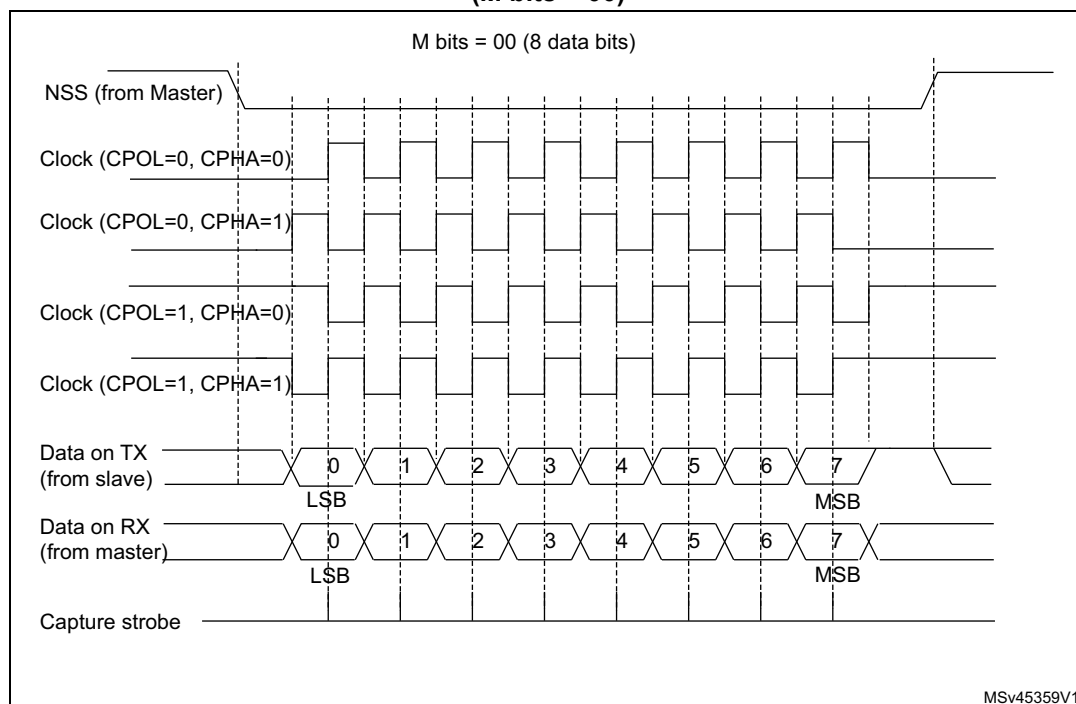 M bits = 00 (8 data bits)
NSS (from Master)
Clock (CPOL=0, CPHA=0)
Clock (CPOL=0, CPHA=1)
Clock (CPOL=1, CPHA=0)
Clock (CPOL=1, CPHA=1)
Data on TX
(from slave)
0 1 2 3 4 5 6 7
LSB MSB
Data on RX
(from master)
0 1 2 3 4 5 6 7
LSB MSB
Capture strobe
MSv45359V1